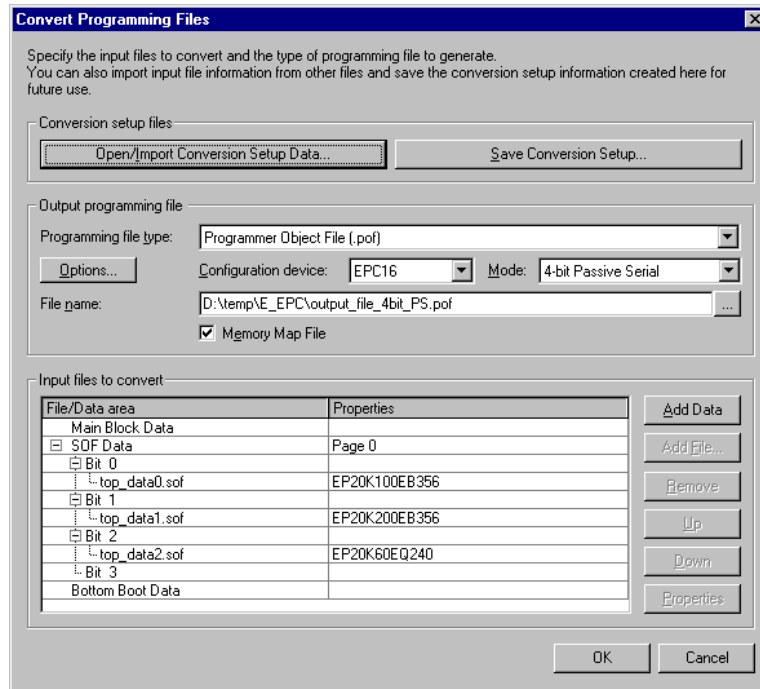 Convert Programming Files
Specify the input files to convert and the type of programming file to generate.
You can also import input file information from other files and save the conversion setup information created here for
future use.
Conversion setup files
Open/Import Conversion Setup Data...
Save Conversion Setup...
Output programming file
Programming file type: Programmer Object File (.pof)
Options... Configuration device: EPC16 Mode: 4-bit Passive Serial
File name: D:\temp\E_EPC\output_file_4bit_PS.pof ...
Memory Map File
Input files to convert
File/Data area Properties
Main Block Data
SOF Data Page 0
Bit 0
top_data0.sof EP20K100EB356
Bit 1
top_data1.sof EP20K200EB356
Bit 2
top_data2.sof EP20K60EQ240
Bit 3
Bottom Boot Data
Add Data
Add File...
Remove
Up
Down
Properties
OK Cancel